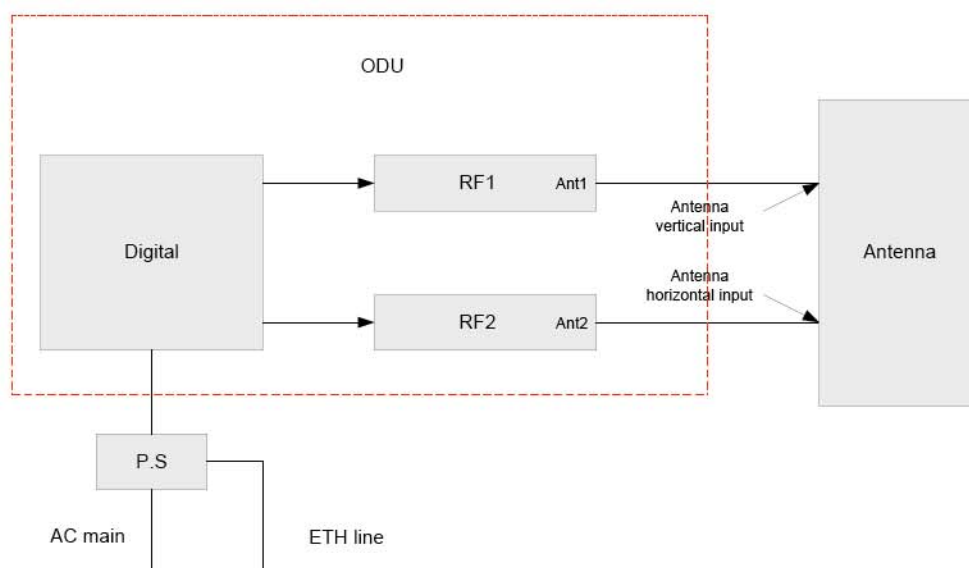 ODU
RF1
Ant1
Antenna
vertical input
Digital
Antenna
Antenna
horizontal input
RF2
Ant2
P.S
AC main
ETH line